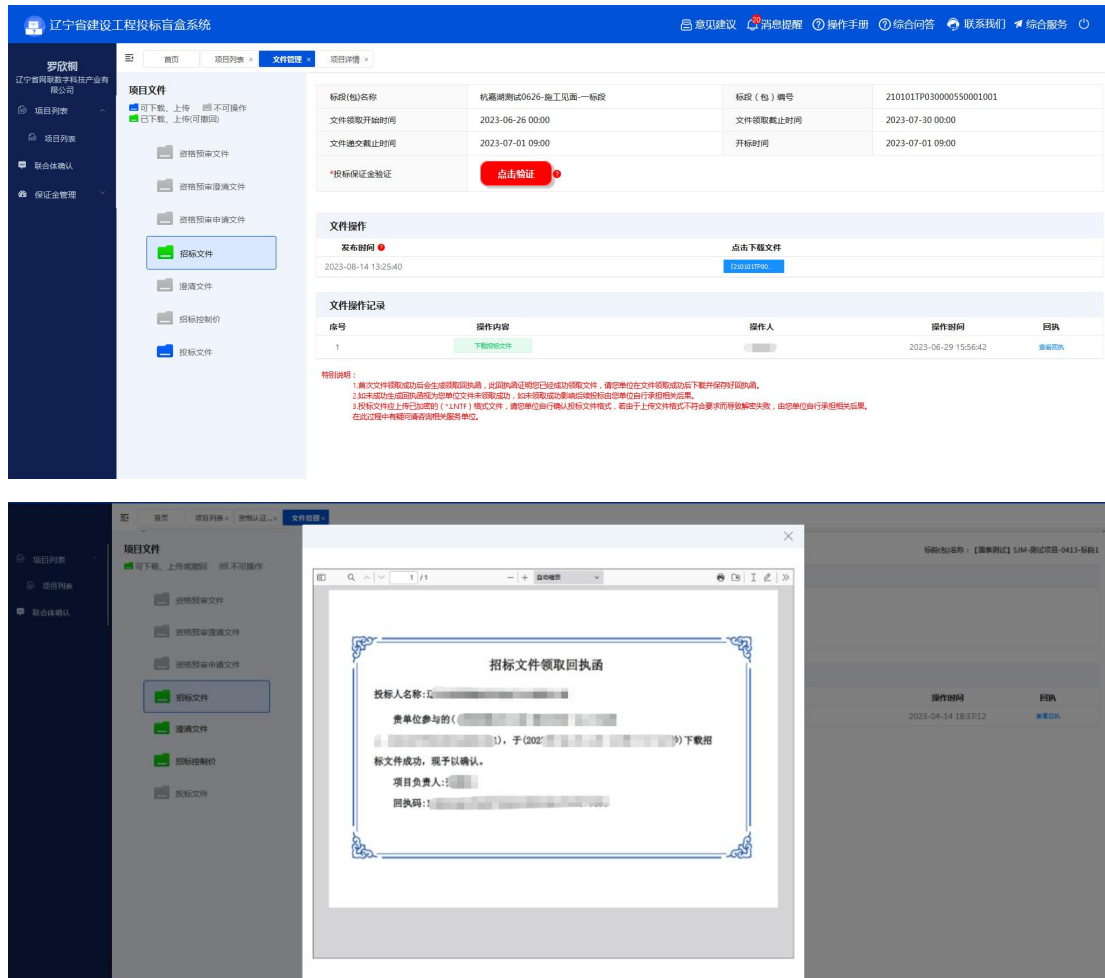 辽宁省建设工程投标盲盒系统
意见建议 20 消息提醒 操作手册 综合问答 联系我们 综合服务
首页 项目列表 × 文件管理 × 项目详情 ×
罗欣桐
辽宁省网联数字科技产业有
限公司
项目列表
项目列表
联合体确认
保证金管理
项目文件
可下载、上传 不可操作
已下载、上传(可撤回)
资格预审文件
资格预审澄清文件
资格预审申请文件
招标文件
澄清文件
招标控制价
投标文件
标段(包)名称 杭嘉湖测试0626-施工见面-一标段 标段(包)编号 210101TP030000550001001
文件领取开始时间 2023-06-26 00:00 文件领取截止时间 2023-07-30 00:00
文件递交截止时间 2023-07-01 09:00 开标时间 2023-07-01 09:00
*投标保证金验证 点击验证
文件操作
发布时间 点击下载文件
2023-08-14 13:25:40 [210101TP00...
文件操作记录
序号 操作内容 操作人 操作时间 回执
1 下载招标文件 2023-06-29 15:56:42 查看回执
特别说明：
1.首次文件领取成功后会生成领取回执函，此回执函证明您已经成功领取文件，请您单位在文件领取成功后下载并保存好回执函。
2.如未成功生成回执函视为您单位文件未领取成功，如未领取成功影响后续投标由您单位自行承担相关后果。
3.投标文件应上传已加密的（*.LNTF）格式文件，请您单位自行确认投标文件格式，若由于上传文件格式不符合要求而导致解密失败，由您单位自行承担相关后果。
在此过程中有疑问请咨询相关服务单位。
首页 项目列表 × 资格认证...× 文件管理 ×
项目列表
项目列表
联合体确认
项目文件
可下载、上传或撤回 不可操作
资格预审文件
资格预审澄清文件
资格预审申请文件
招标文件
澄清文件
招标控制价
投标文件
标段(包)名称：【国泰测试】LJM-测试项目-0413-标段1
1 /1 自动缩放
招标文件领取回执函
投标人名称:
贵单位参与的(
1)，于(202 )下载招
标文件成功，现予以确认。
项目负责人:
回执码:
操作时间 回执
2023-04-14 18:37:12 查看回执